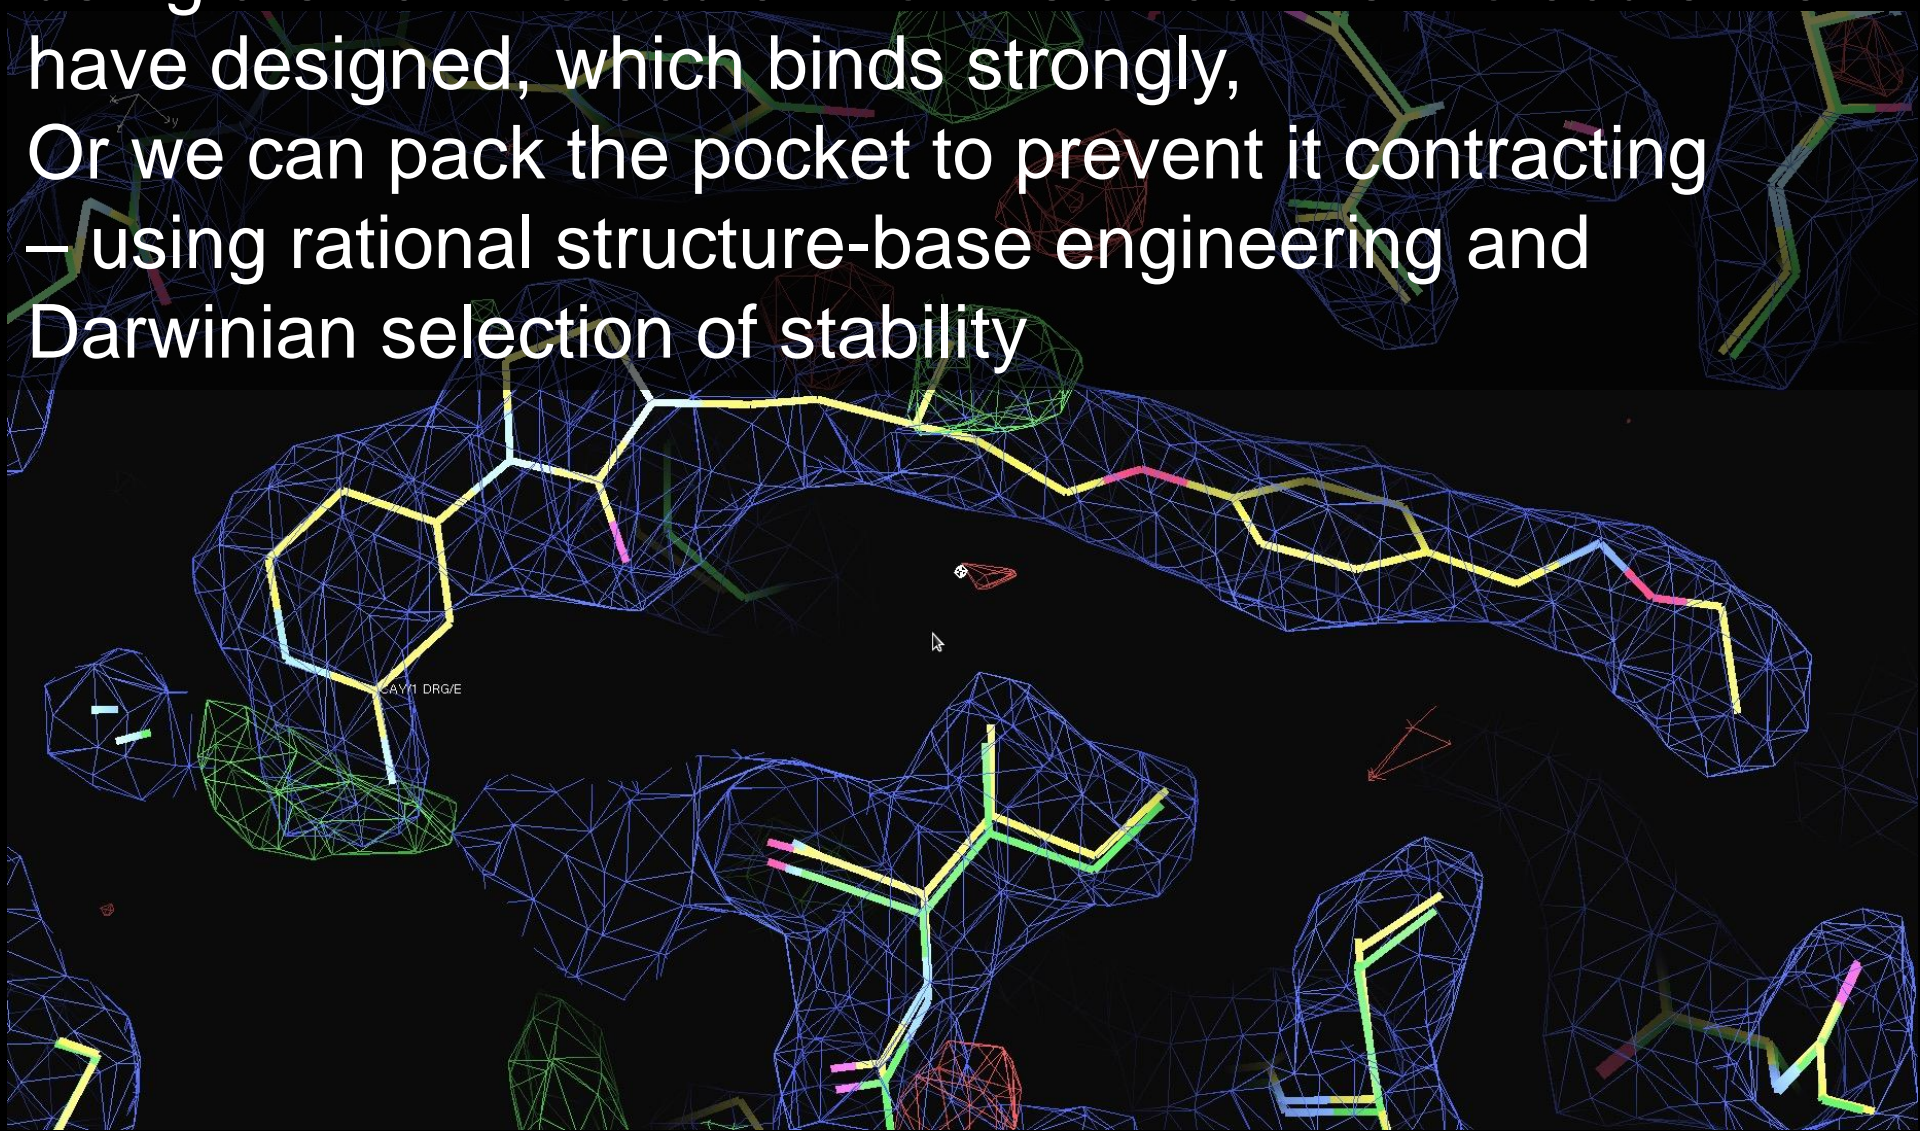 have designed, which binds strongly,
Or we can pack the pocket to prevent it contracting
– using rational structure-base engineering and
Darwinian selection of stability
CAY/1 DRG/E